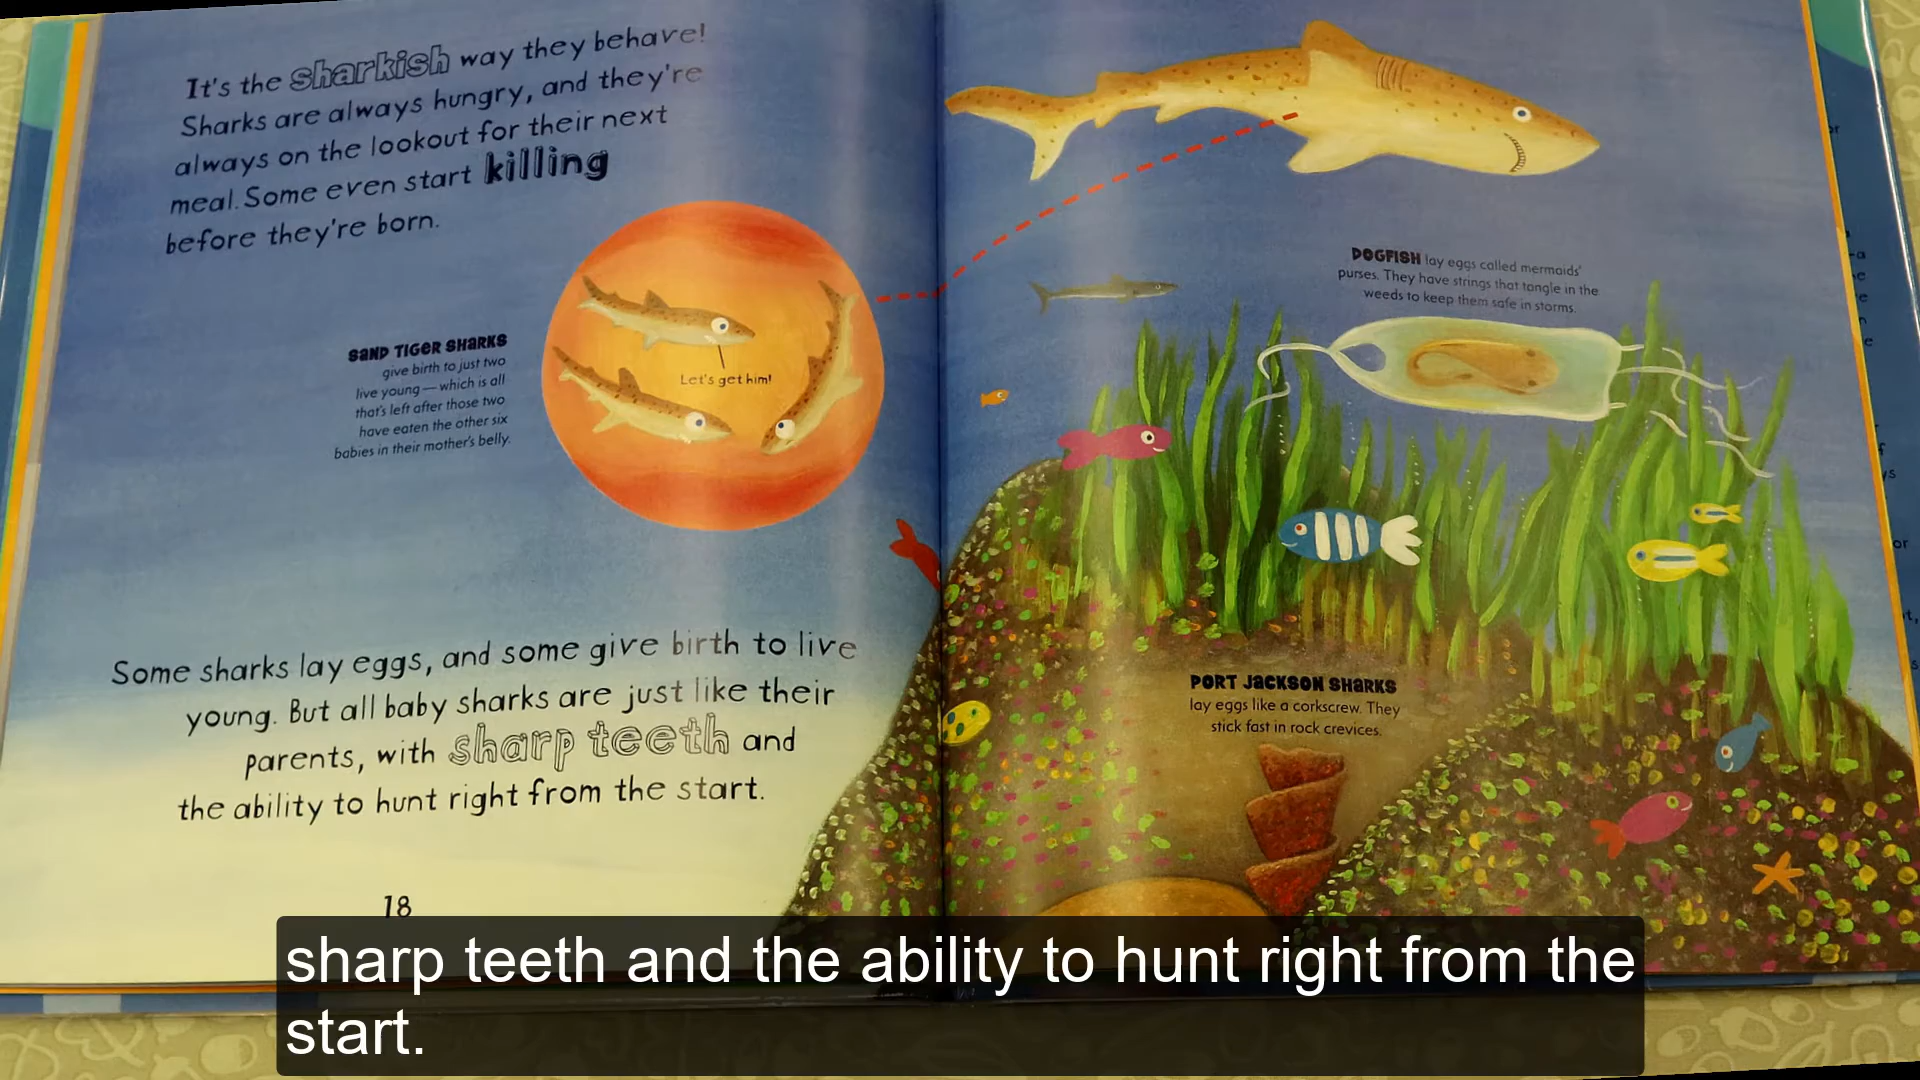 It's the sharkish way they behave!
Sharks are always hungry, and they're
always on the lookout for their next
meal. Some even start killing
before they're born.
SAND TIGER SHARKS
give birth to just two
live young — which is all
that's left after those two
have eaten the other six
babies in their mother's belly.
Let's get him!
Some sharks lay eggs, and some give birth to live
young. But all baby sharks are just like their
parents, with sharp teeth and
the ability to hunt right from the start.
18
DOGFISH lay eggs called mermaids'
purses. They have strings that tangle in the
weeds to keep them safe in storms.
PORT JACKSON SHARKS
lay eggs like a corkscrew. They
stick fast in rock crevices.
sharp teeth and the ability to hunt right from the
start.